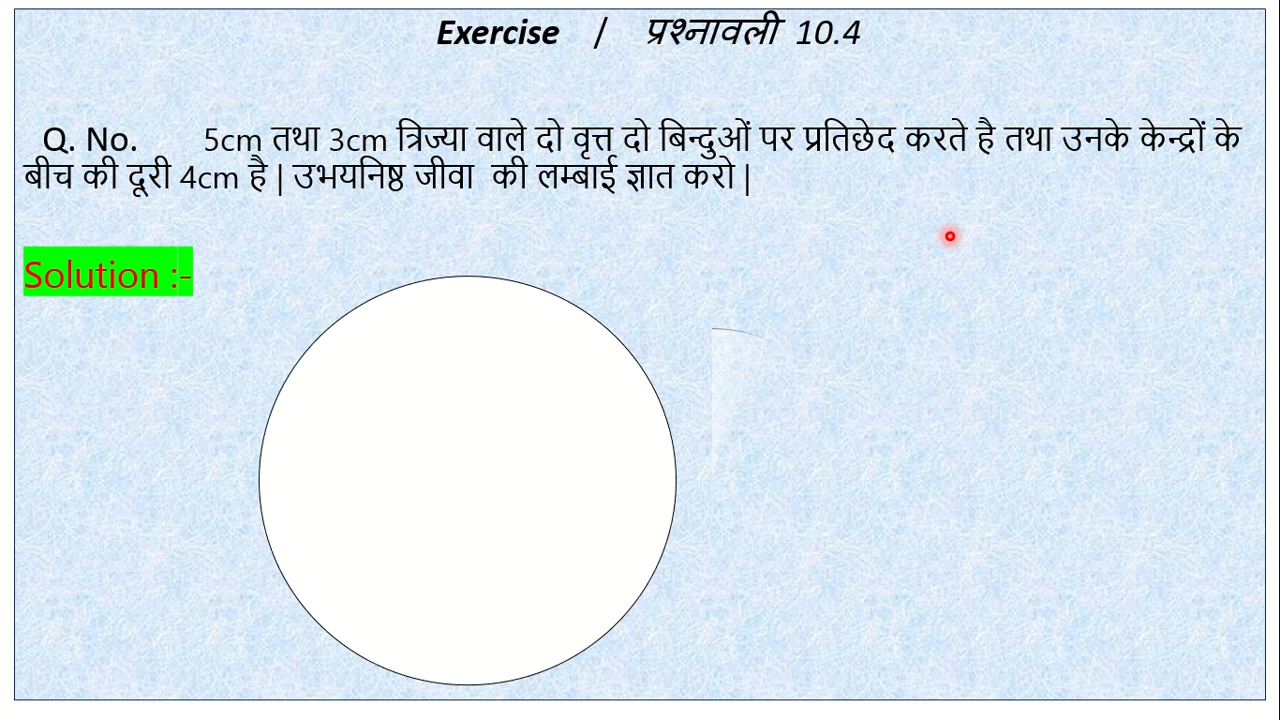 Exercise / प्रश्नावली 10.4
Q. No. 5cm तथा 3cm त्रिज्या वाले दो वृत्त दो बिन्दुओं पर प्रतिछेद करते है तथा उनके केन्द्रों के
बीच की दूरी 4cm है | उभयनिष्ठ जीवा की लम्बाई ज्ञात करो |
Solution :-